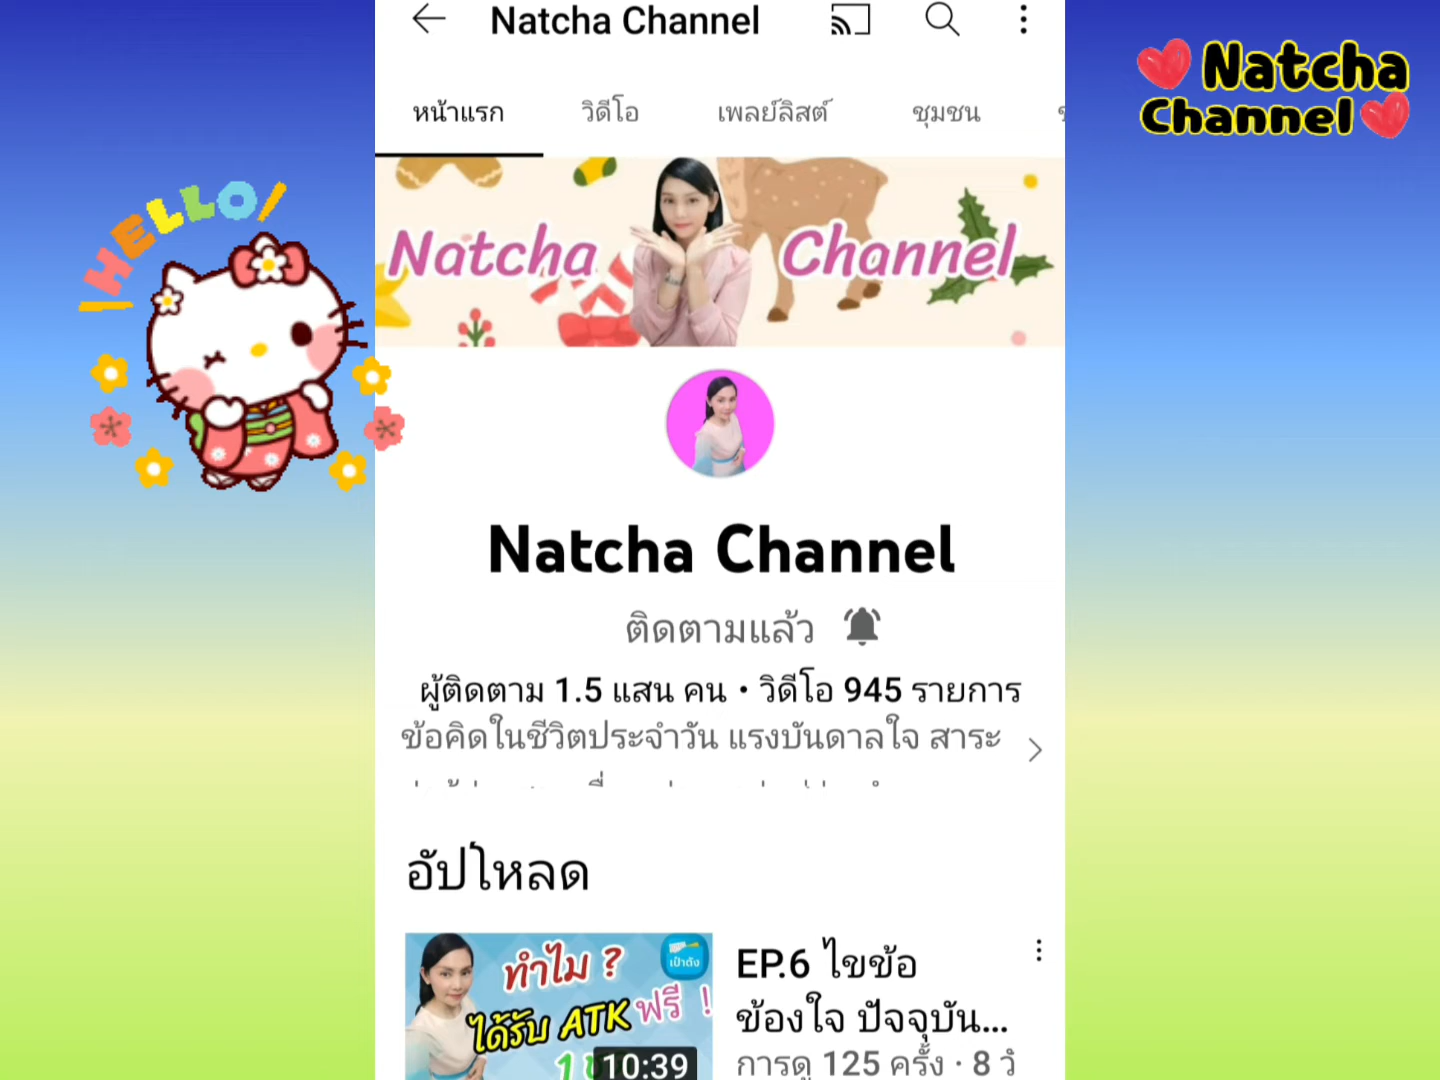 Natcha Channel
Natcha
Channel
หน้าแรก วิดีโอ เพลย์ลิสต์ ชุมชน
HELLO
Natcha Channel
Natcha Channel
ติดตามแล้ว
ผู้ติดตาม 1.5 แสน คน • วิดีโอ 945 รายการ
ข้อคิดในชีวิตประจำวัน แรงบันดาลใจ สาระ
อัปโหลด
ทำไม ?
เป๋าตัง
ได้รับ ATK ฟรี !
10:39
EP.6 ไขข้อ
ข้องใจ ปัจจุบัน...
การดู 125 ครั้ง · 8 วั